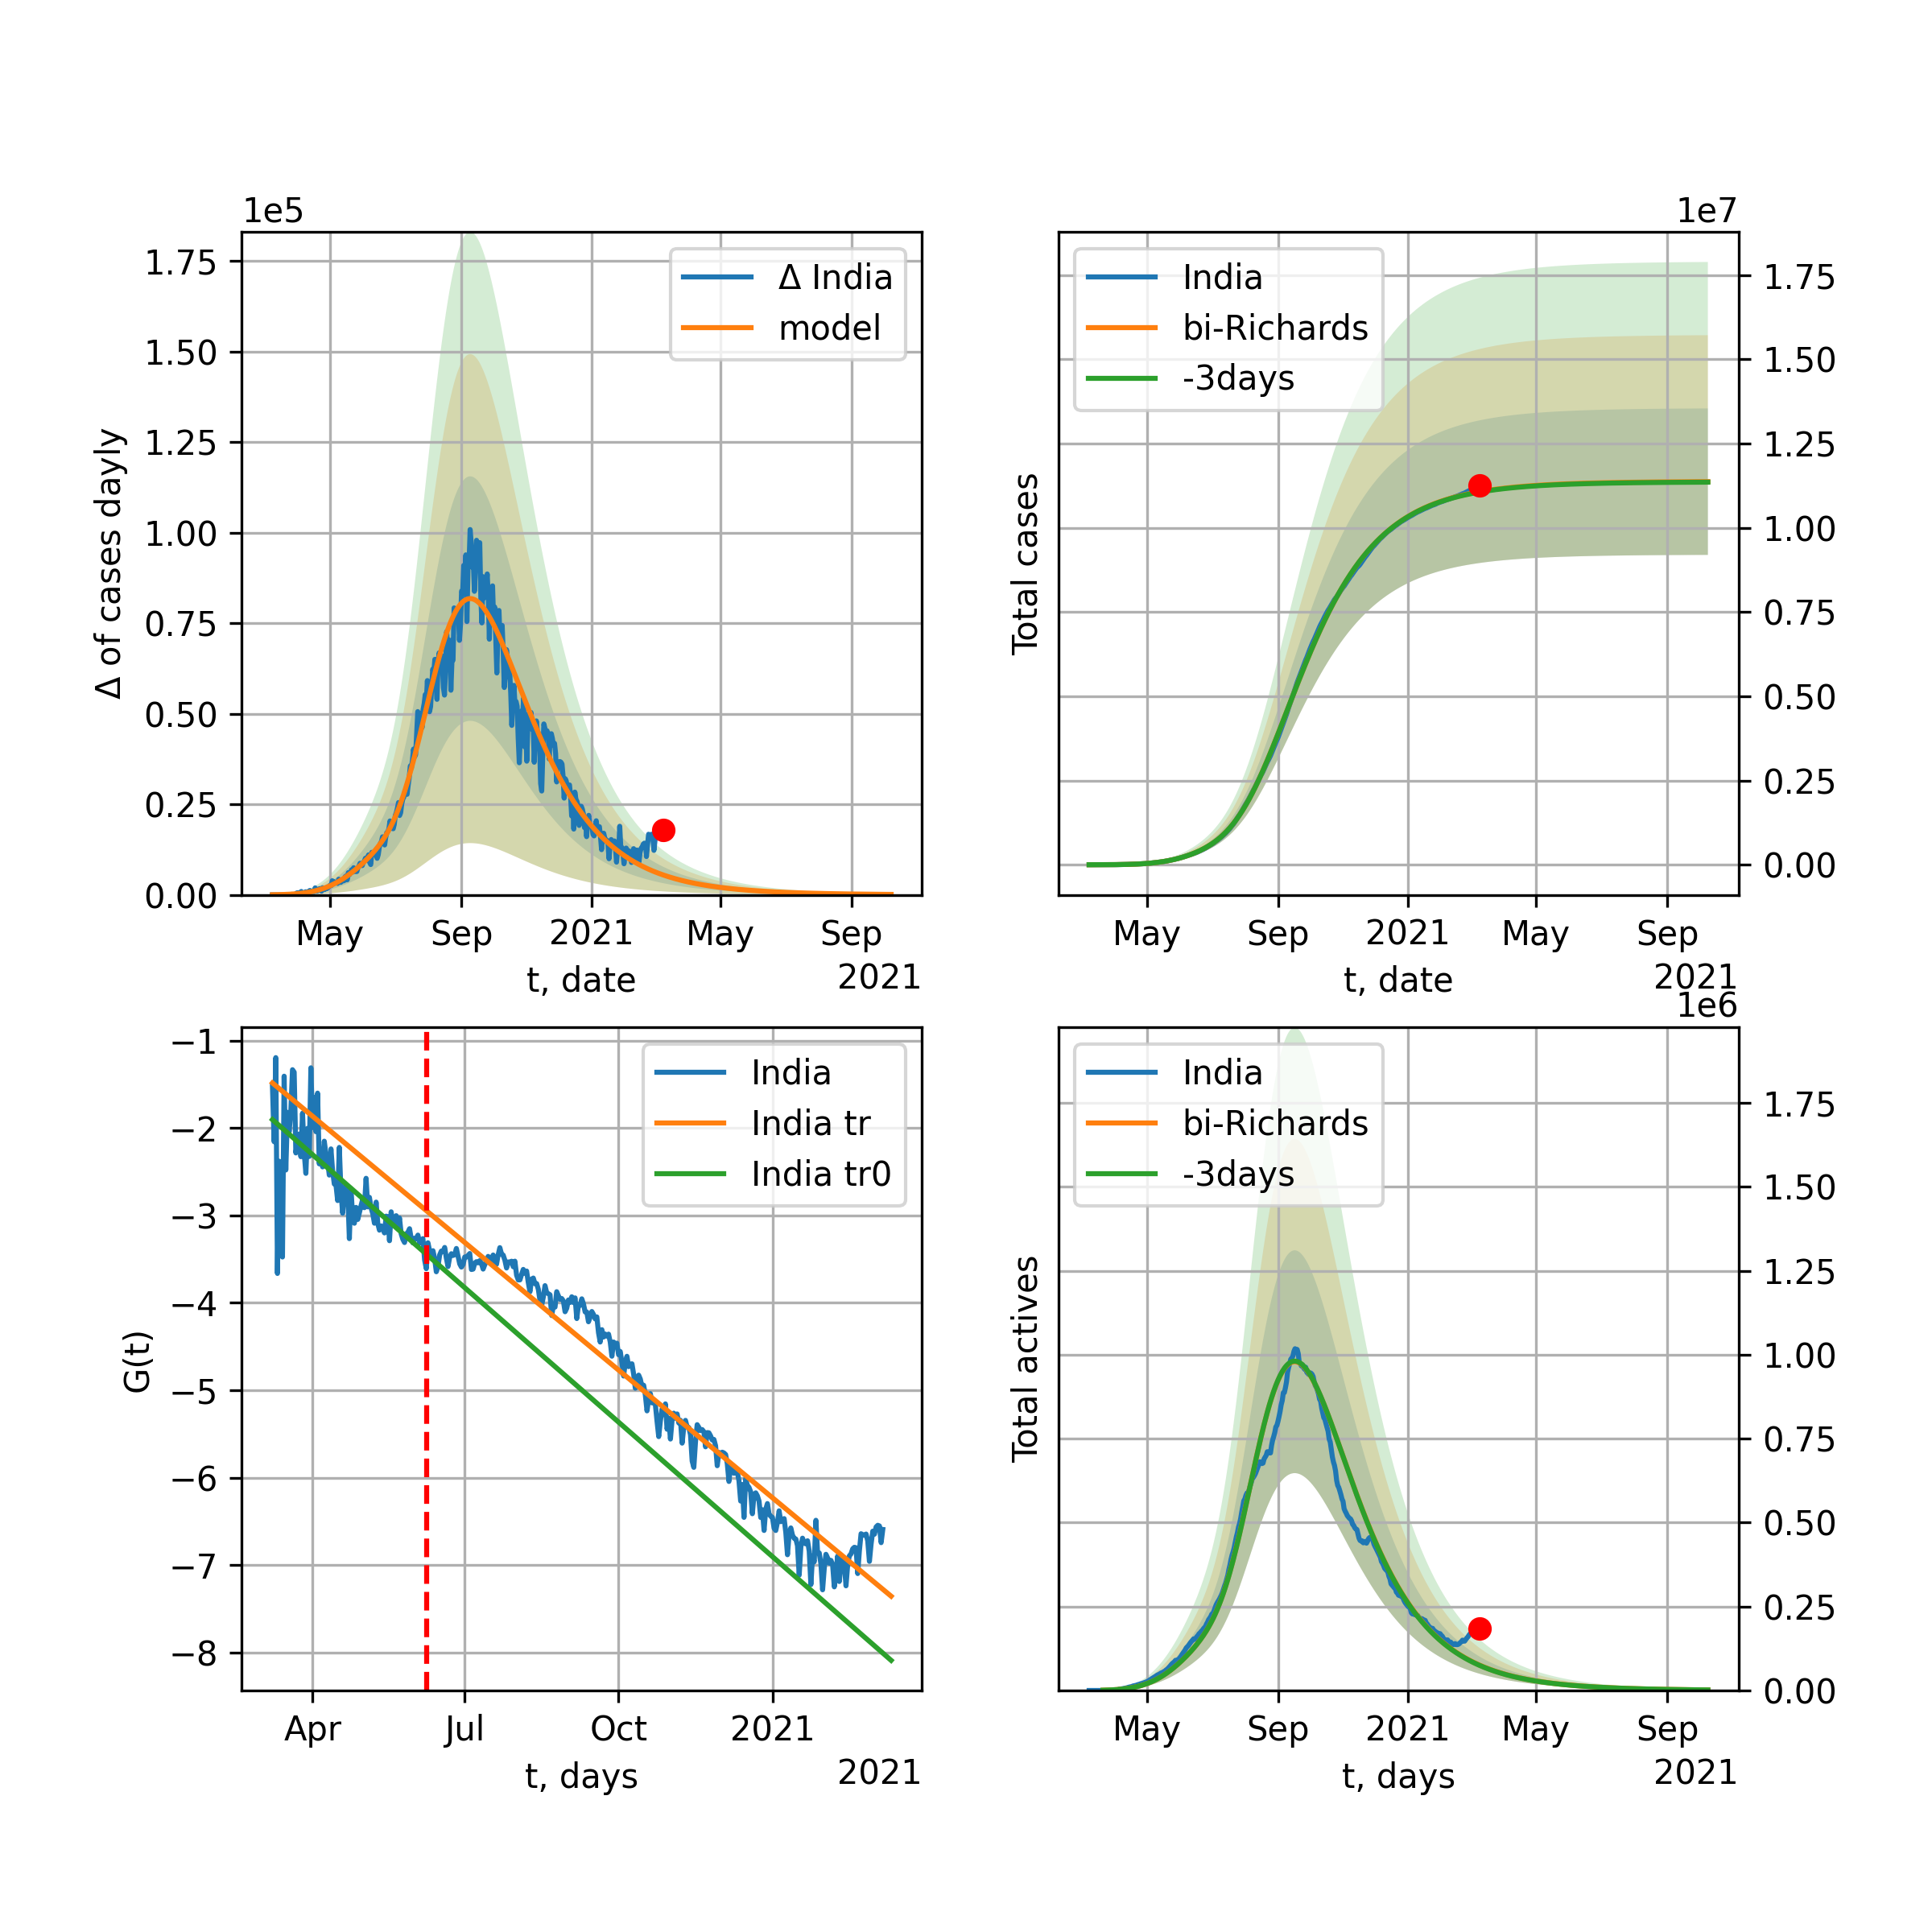 1e5
Δ of cases dayly
1.75
1.50
1.25
1.00
0.75
0.50
0.25
0.00
Δ India
model
May Sep 2021 May Sep
t, date
2021
1e7
Total cases
India
bi-Richards
-3days
1.75
1.50
1.25
1.00
0.75
0.50
0.25
0.00
May Sep 2021 May Sep
t, date
2021
G(t)
−1
−2
−3
−4
−5
−6
−7
−8
India
India tr
India tr0
Apr Jul Oct 2021
t, days
2021
1e6
Total actives
India
bi-Richards
-3days
1.75
1.50
1.25
1.00
0.75
0.50
0.25
0.00
May Sep 2021 May Sep
t, days
2021